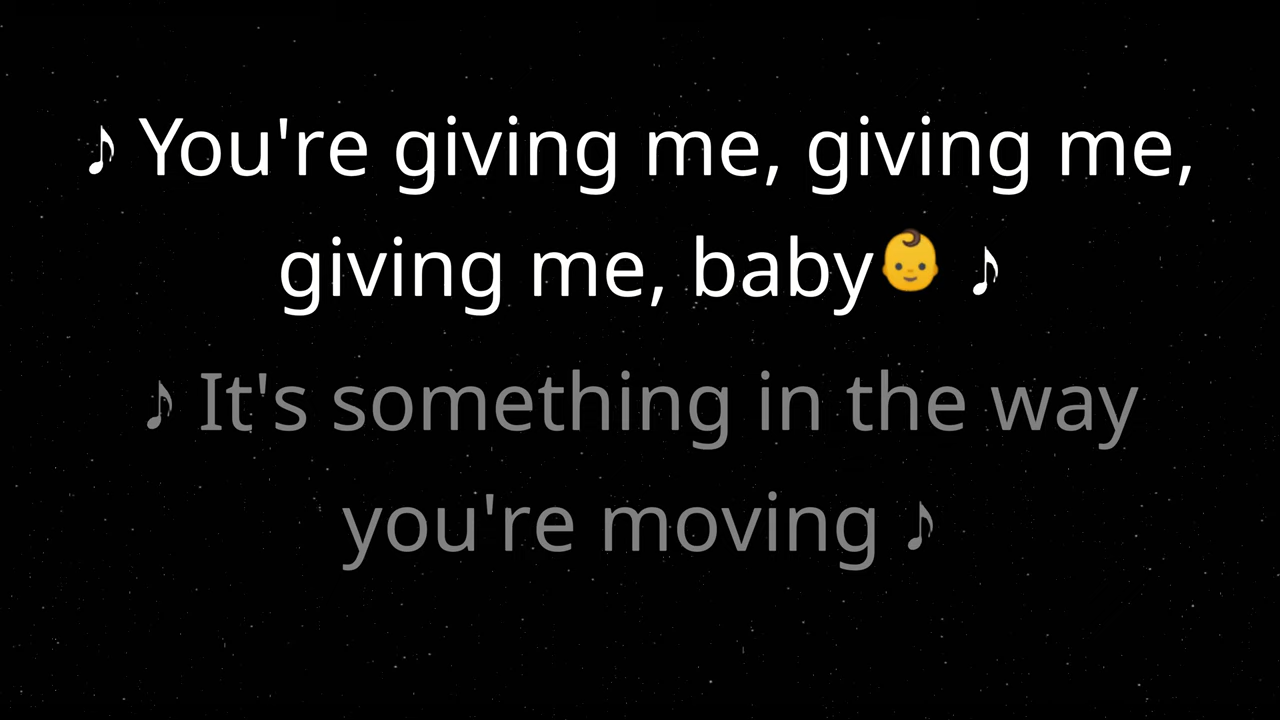 ♪ You're giving me, giving me,
giving me, baby👶 ♪
♪ It's something in the way
you're moving ♪